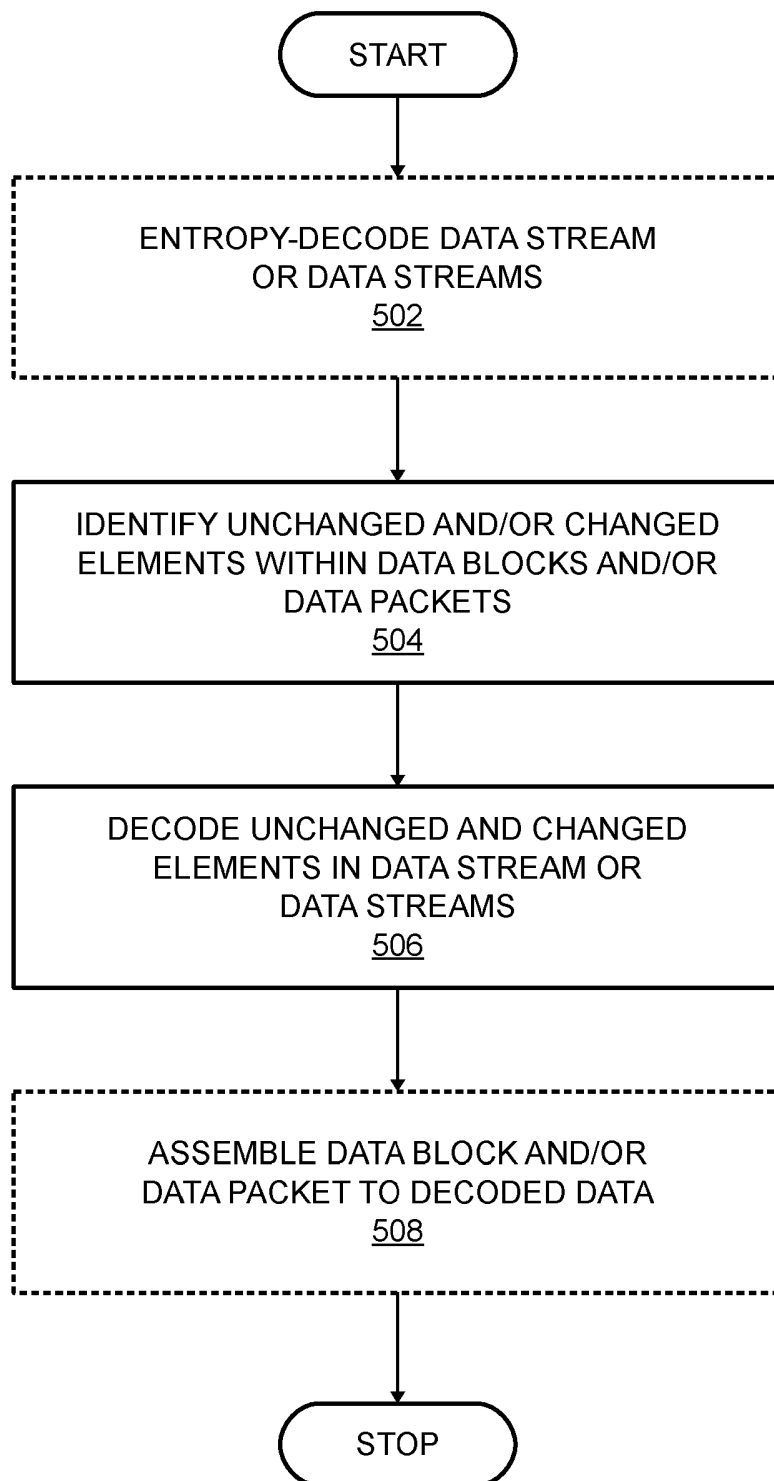 START
ENTROPY-DECODE DATA STREAM
OR DATA STREAMS
502
IDENTIFY UNCHANGED AND/OR CHANGED
ELEMENTS WITHIN DATA BLOCKS AND/OR
DATA PACKETS
504
DECODE UNCHANGED AND CHANGED
ELEMENTS IN DATA STREAM OR
DATA STREAMS
506
ASSEMBLE DATA BLOCK AND/OR
DATA PACKET TO DECODED DATA
508
STOP